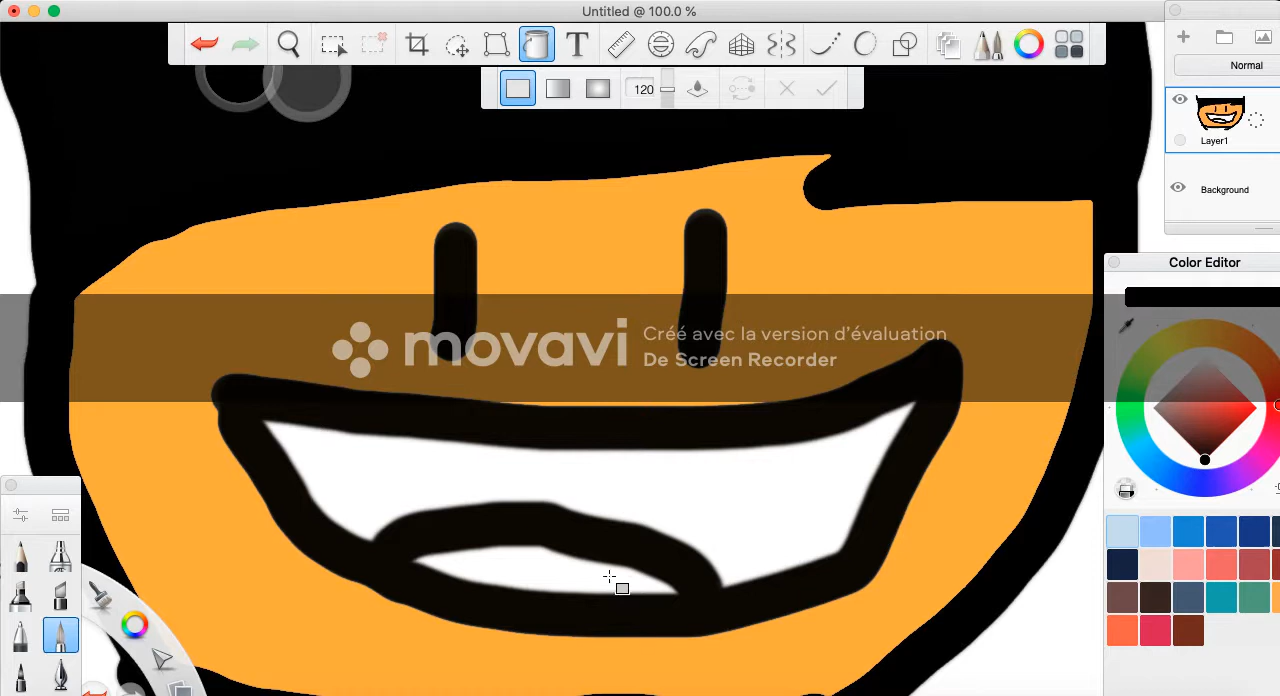 Untitled @ 100.0 %
120
Normal
Layer1
Background
Color Editor
movavi
Créé avec la version d'évaluation
De Screen Recorder